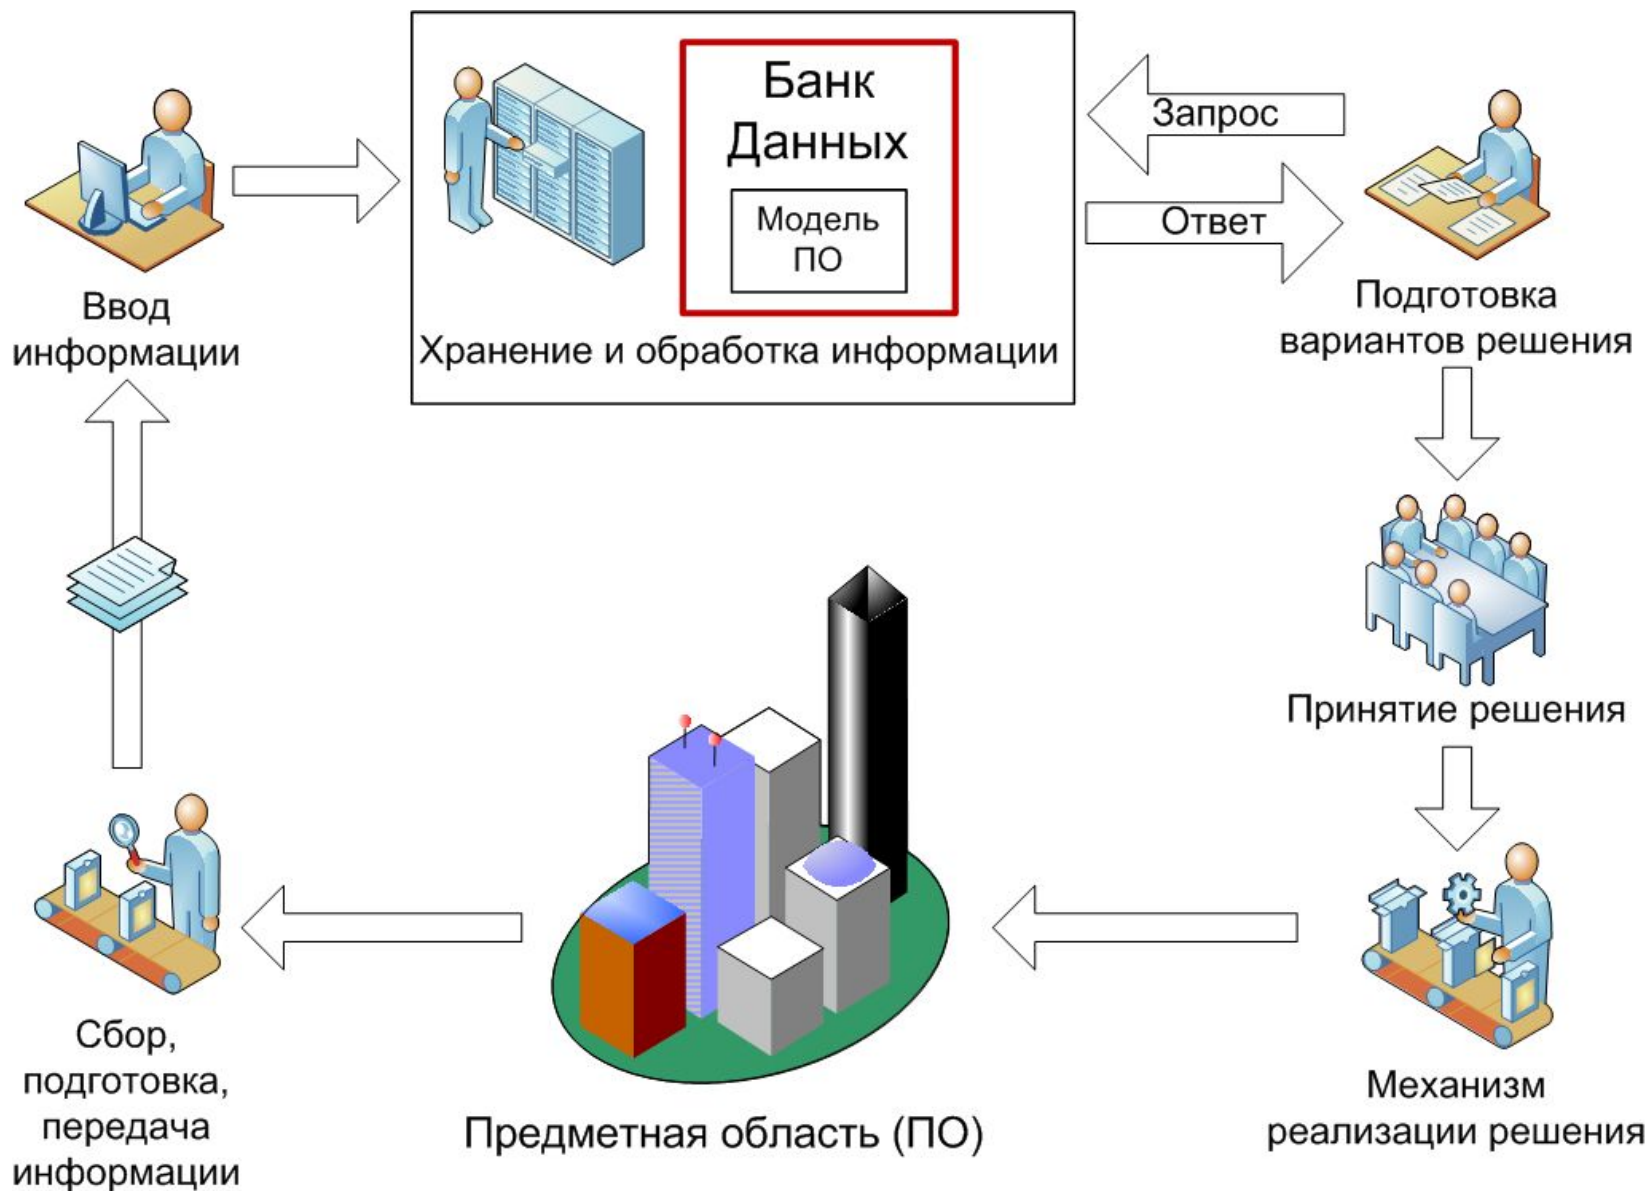 Банк
Данных
Модель
ПО
Хранение и обработка информации
Ввод
информации
Запрос
Ответ
Подготовка
вариантов решения
Принятие решения
Механизм
реализации решения
Предметная область (ПО)
Сбор,
подготовка,
передача
информации